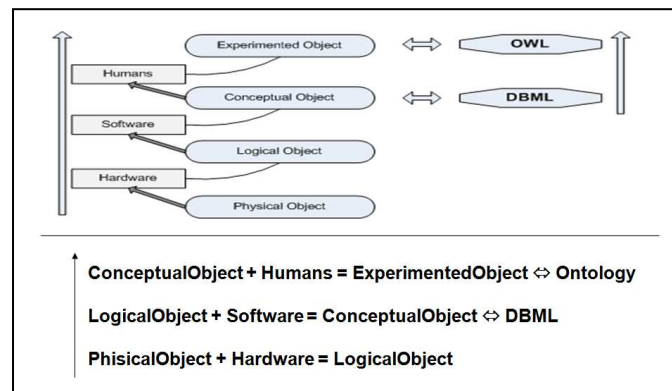 Experimented Object
OWL
Humans
Conceptual Object
DBML
Software
Logical Object
Hardware
Physical Object
ConceptualObject + Humans = ExperimentedObject ⇔ Ontology
LogicalObject + Software = ConceptualObject ⇔ DBML
PhisicalObject + Hardware = LogicalObject